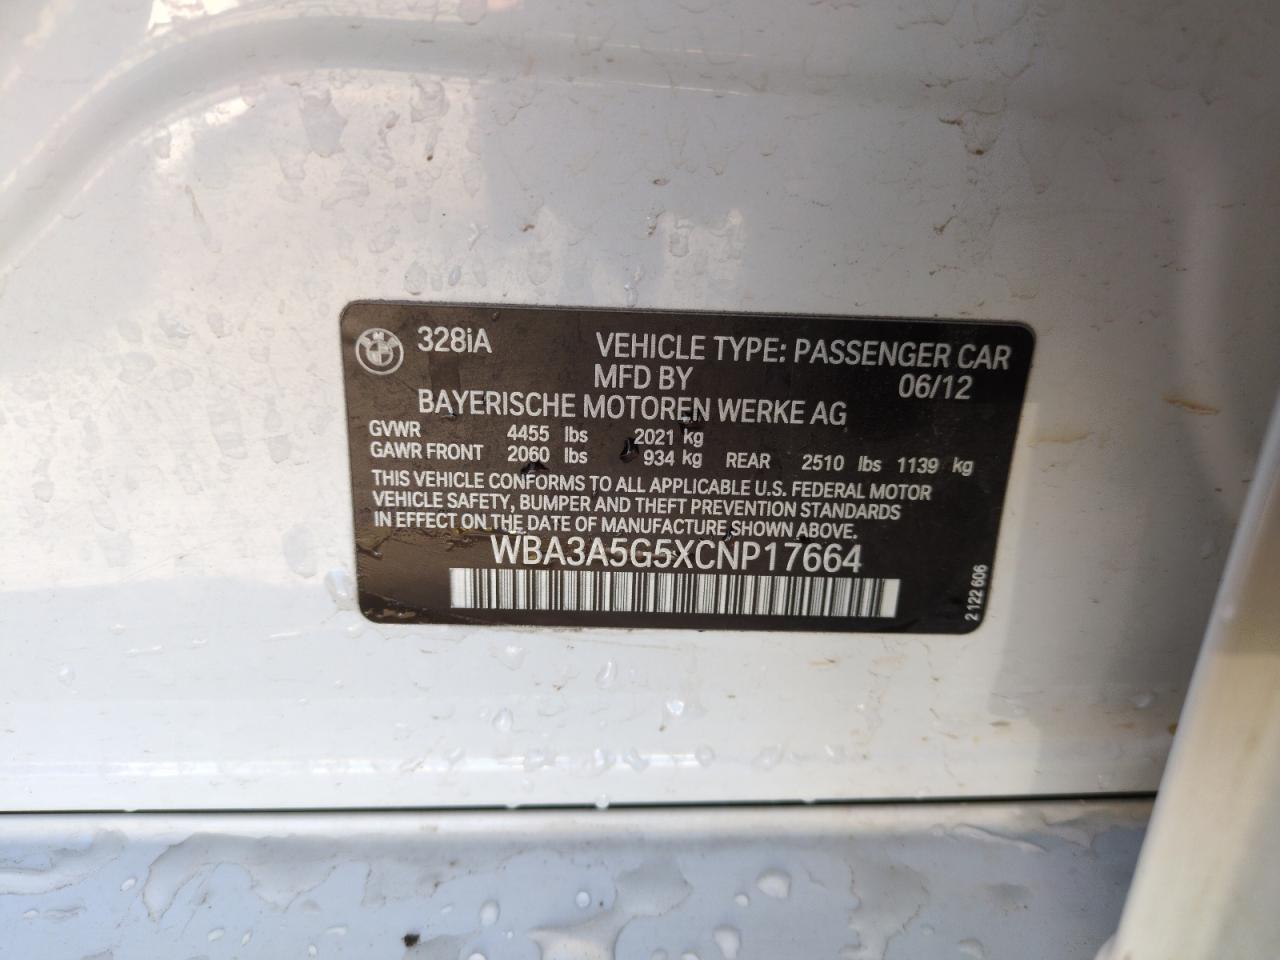 328iA VEHICLE TYPE: PASSENGER CAR
MFD BY 06/12
BAYERISCHE MOTOREN WERKE AG
GVWR 4455 lbs 2021 kg
GAWR FRONT 2060 lbs 934 kg REAR 2510 lbs 1139 kg
THIS VEHICLE CONFORMS TO ALL APPLICABLE U.S. FEDERAL MOTOR
VEHICLE SAFETY, BUMPER AND THEFT PREVENTION STANDARDS
IN EFFECT ON THE DATE OF MANUFACTURE SHOWN ABOVE.
WBA3A5G5XCNP17664
2 122 606